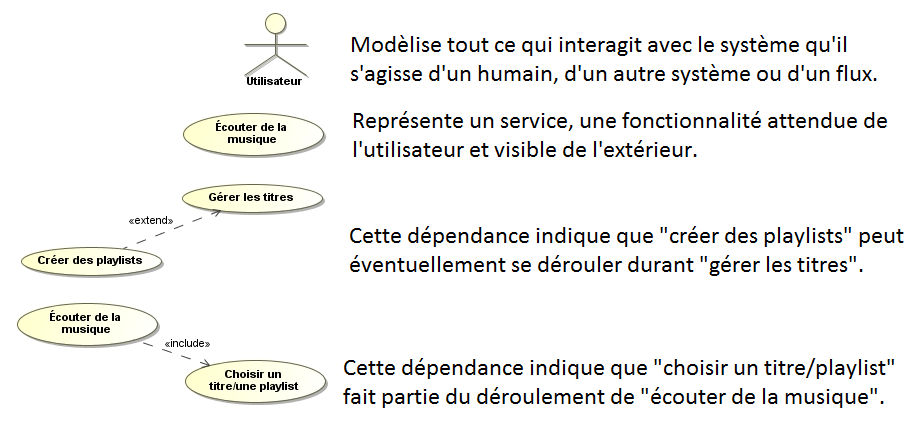 Utilisateur
Modèlise tout ce qui interagit avec le système qu'il
s'agisse d'un humain, d'un autre système ou d'un flux.
Écouter de la
musique
Représente un service, une fonctionnalité attendue de
l'utilisateur et visible de l'extérieur.
Gérer les titres
«extend»
Créer des playlists
Cette dépendance indique que "créer des playlists" peut
éventuellement se dérouler durant "gérer les titres".
Écouter de la
musique
«include»
Choisir un
titre/une playlist
Cette dépendance indique que "choisir un titre/playlist"
fait partie du déroulement de "écouter de la musique".